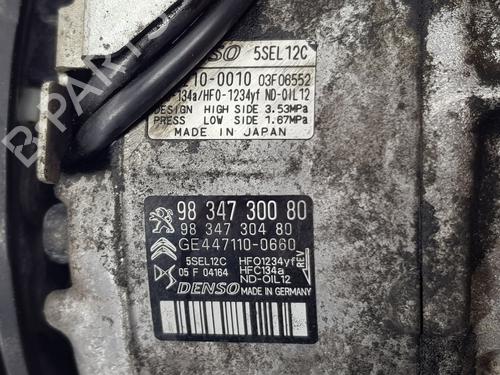 DENSO 5SEL12C
10-0010 03F06552
-134a/HFO-1234yf ND-OIL12
DESIGN HIGH SIDE 3.53MPa
PRESS LOW SIDE 1.67MPa
MADE IN JAPAN
98 347 300 80
98 347 304 80
GE447110-0660
5SEL12C HFO1234yf
05 F 04164 HFC134a
ND-OIL12
REV
DENSO MADE IN GERMANY
B-PARTS